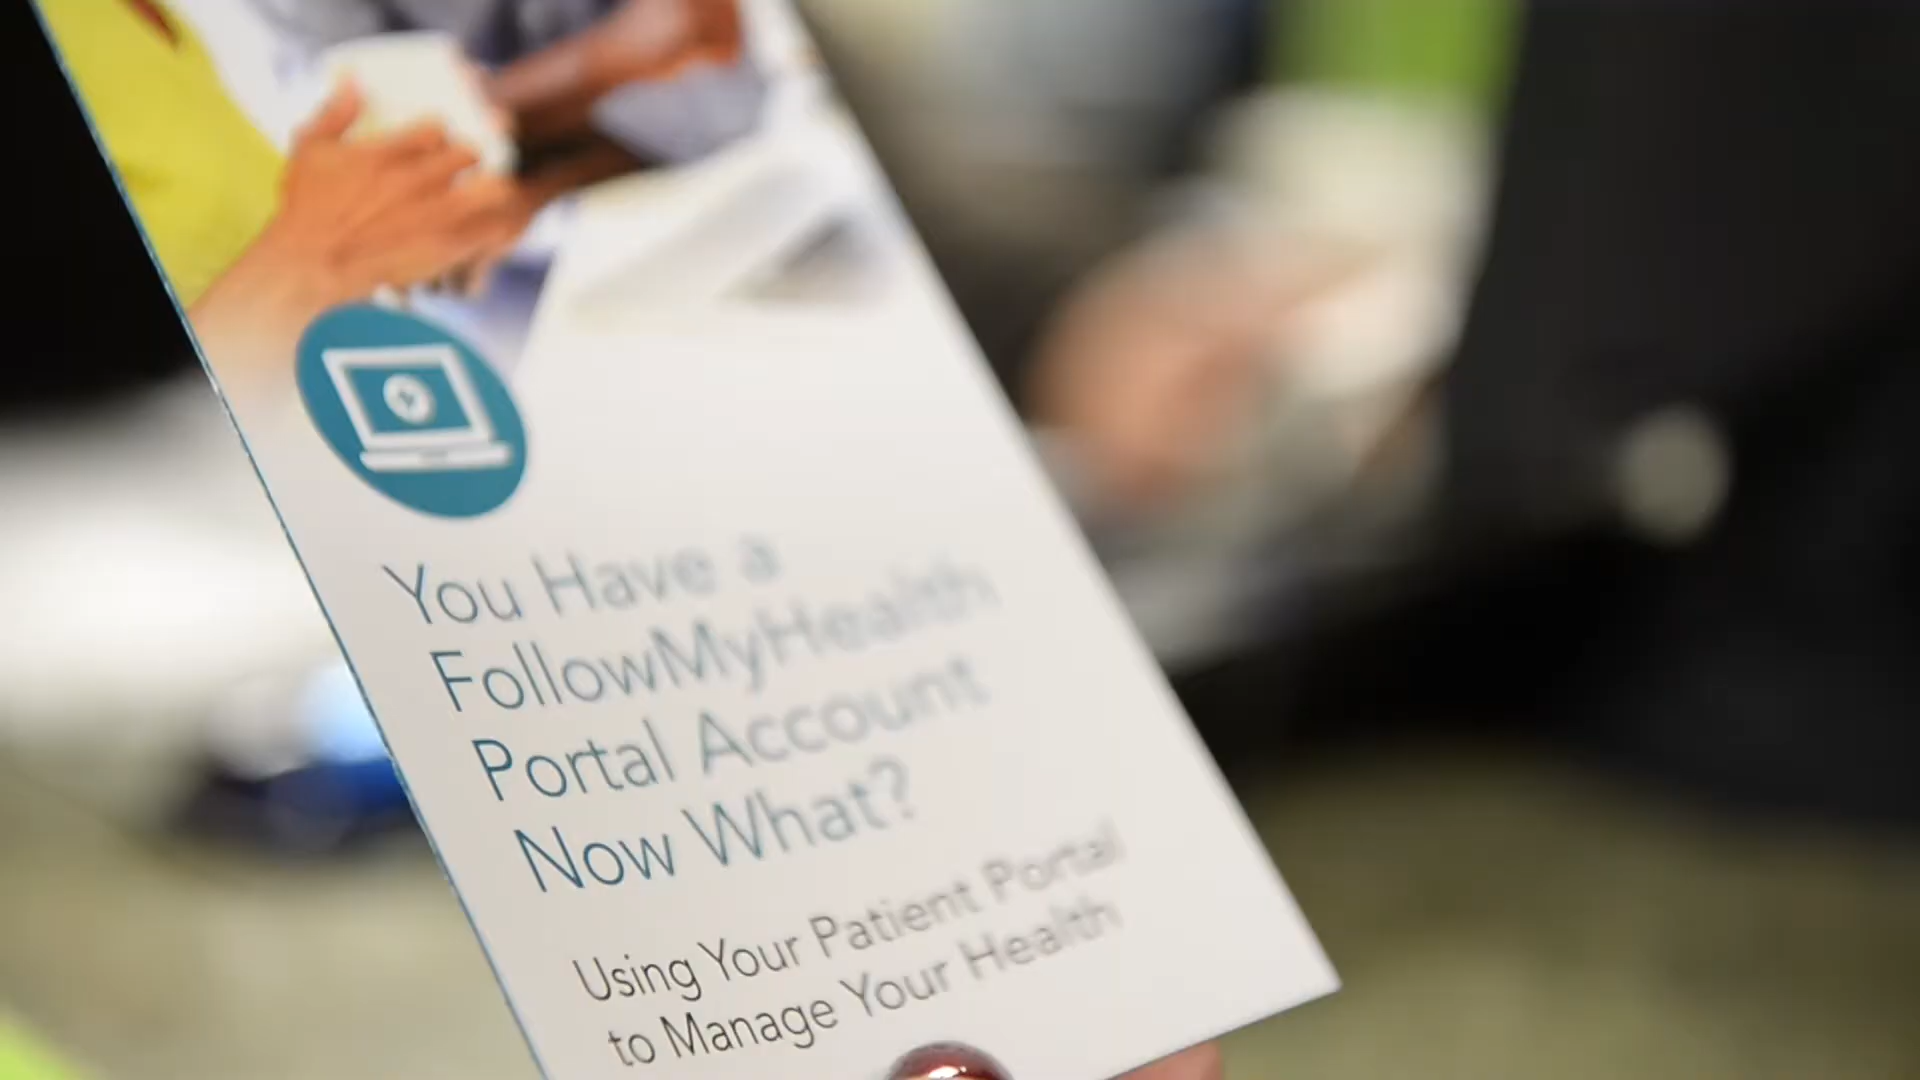 You Have a
FollowMyHealth
Portal Account
Now What?
Using Your Patient Portal
to Manage Your Health